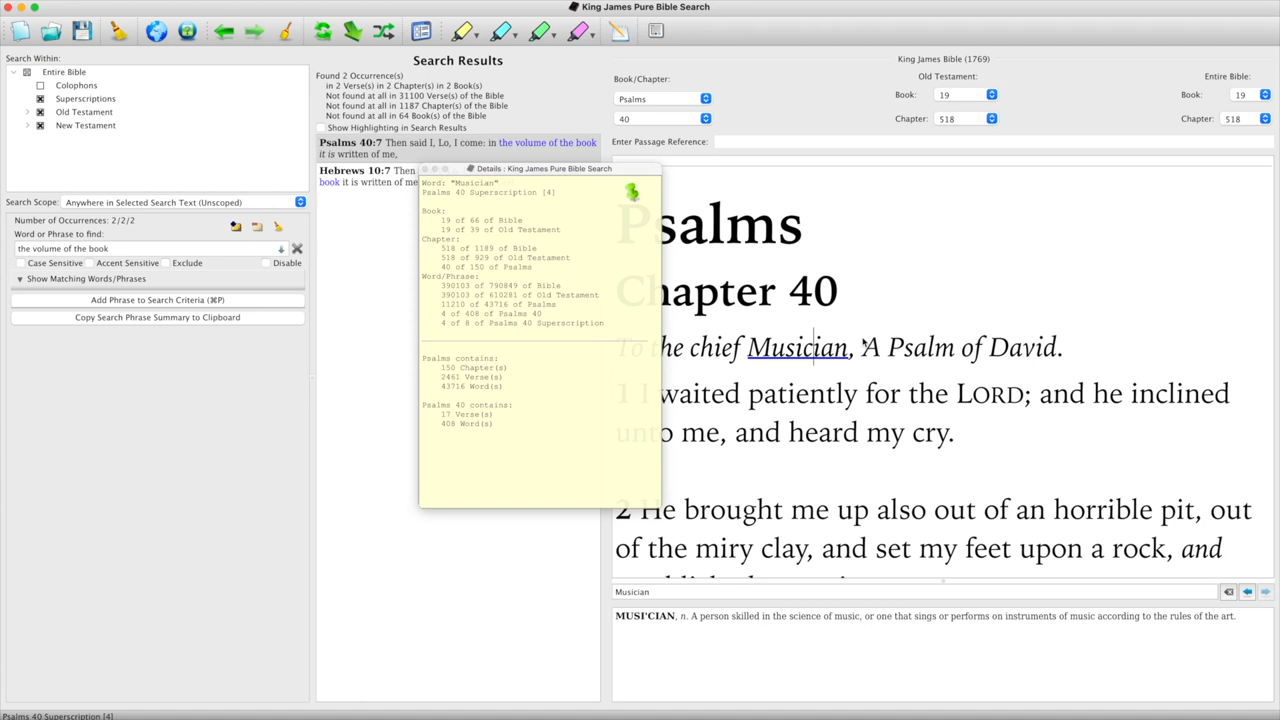 King James Pure Bible Search
Search Within:
Entire Bible
Colophons
Superscriptions
Old Testament
New Testament
Search Scope: Anywhere in Selected Search Text (Unscoped)
Number of Occurrences: 2/2/2
Word or Phrase to find:
the volume of the book
Case Sensitive Accent Sensitive Exclude Disable
Show Matching Words/Phrases
Add Phrase to Search Criteria (⌘P)
Copy Search Phrase Summary to Clipboard
Search Results
Found 2 Occurrence(s)
in 2 Verse(s) in 2 Chapter(s) in 2 Book(s)
Not found at all in 31100 Verse(s) of the Bible
Not found at all in 1187 Chapter(s) of the Bible
Not found at all in 64 Book(s) of the Bible
Show Highlighting in Search Results
Psalms 40:7 Then said I, Lo, I come: in the volume of the book
it is written of me,
Hebrews 10:7 Then
book it is written of me
Details : King James Pure Bible Search
Word: "Musician"
Psalms 40 Superscription [4]
Book:
19 of 66 of Bible
19 of 39 of Old Testament
Chapter:
518 of 1189 of Bible
518 of 929 of Old Testament
40 of 150 of Psalms
Word/Phrase:
390103 of 790849 of Bible
390103 of 610281 of Old Testament
11210 of 43716 of Psalms
4 of 408 of Psalms 40
4 of 8 of Psalms 40 Superscription
Psalms contains:
150 Chapter(s)
2461 Verse(s)
43716 Word(s)
Psalms 40 contains:
17 Verse(s)
408 Word(s)
King James Bible (1769)
Book/Chapter:
Psalms
40
Old Testament:
Book: 19
Chapter: 518
Entire Bible:
Book: 19
Chapter: 518
Enter Passage Reference:
Psalms
Chapter 40
To the chief Musician, A Psalm of David.
1 I waited patiently for the LORD; and he inclined
unto me, and heard my cry.
2 He brought me up also out of an horrible pit, out
of the miry clay, and set my feet upon a rock, and
Musician
MUSI'CIAN, n. A person skilled in the science of music, or one that sings or performs on instruments of music according to the rules of the art.
Psalms 40 Superscription [4]